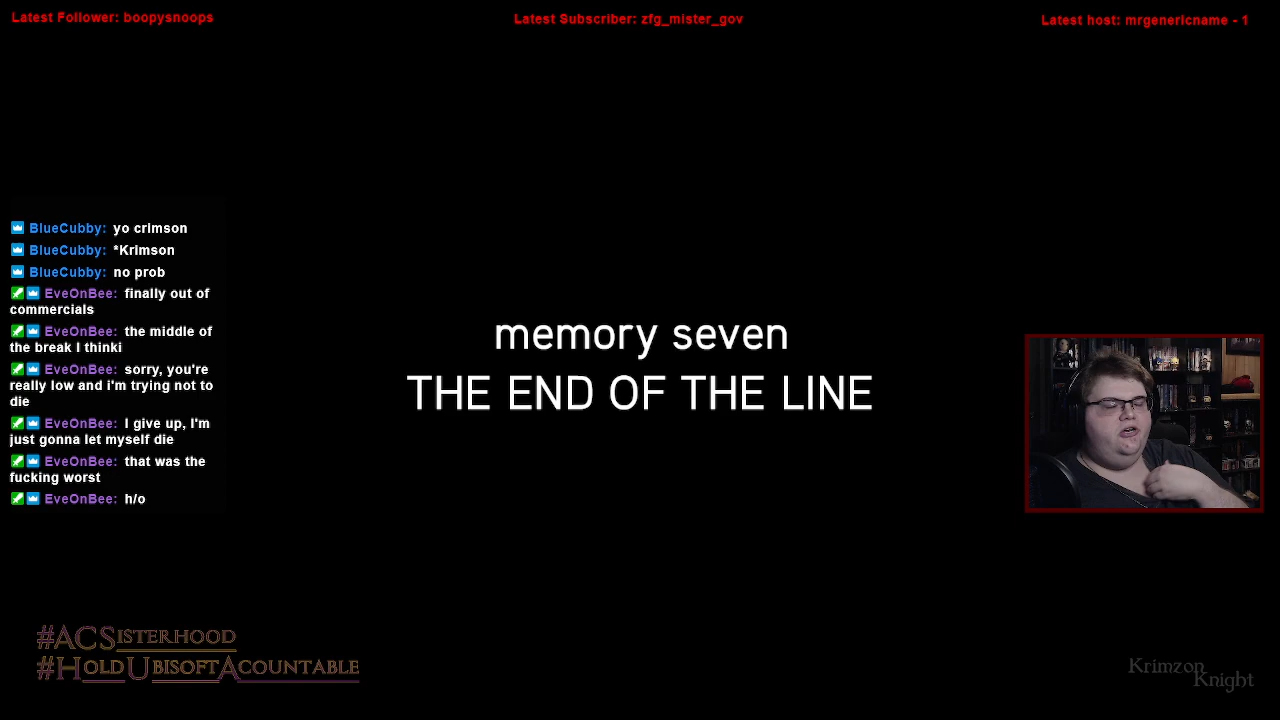 Latest Follower: boopysnoops
Latest Subscriber: zfg_mister_gov
Latest host: mrgenericname - 1
BlueCubby: yo crimson
BlueCubby: *Krimson
BlueCubby: no prob
EveOnBee: finally out of
commercials
EveOnBee: the middle of
the break I thinki
EveOnBee: sorry, you're
really low and i'm trying not to
die
EveOnBee: I give up, I'm
just gonna let myself die
EveOnBee: that was the
fucking worst
EveOnBee: h/o
memory seven
THE END OF THE LINE
#ACSisterhood
#HoldUbisoftAcountable
Krimzon
Knight